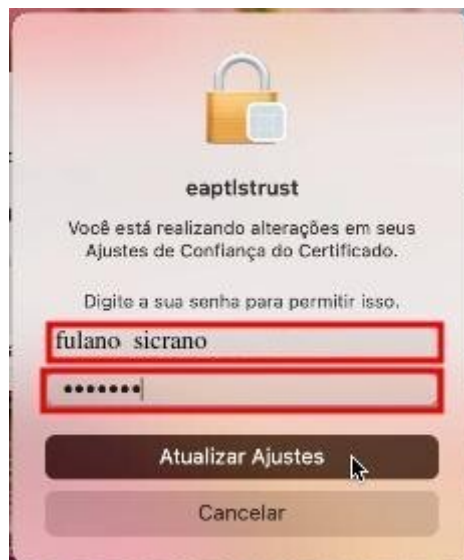 eaptlstrust
Você está realizando alterações em seus
Ajustes de Confiança do Certificado.
Digite a sua senha para permitir isso.
fulano sicrano
•••••••
Atualizar Ajustes
Cancelar